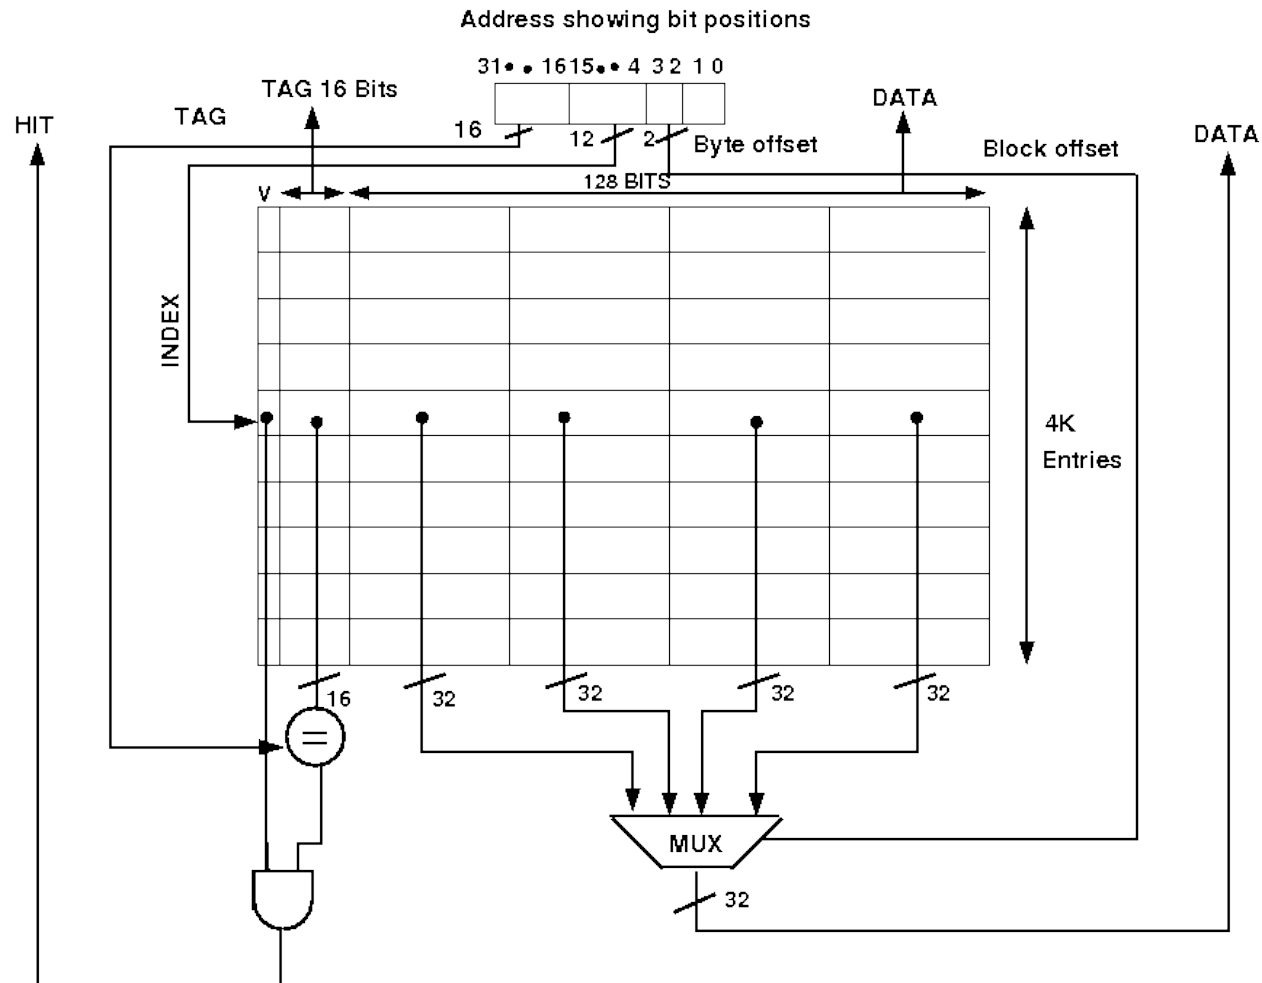 Address showing bit positions
31 • • 16 15 • • 4 3 2 1 0
TAG 16 Bits
DATA
HIT
TAG
16
12
2
Byte offset
Block offset
DATA
V
128 BITS
INDEX
4K
Entries
16
32
32
32
32
=
MUX
32